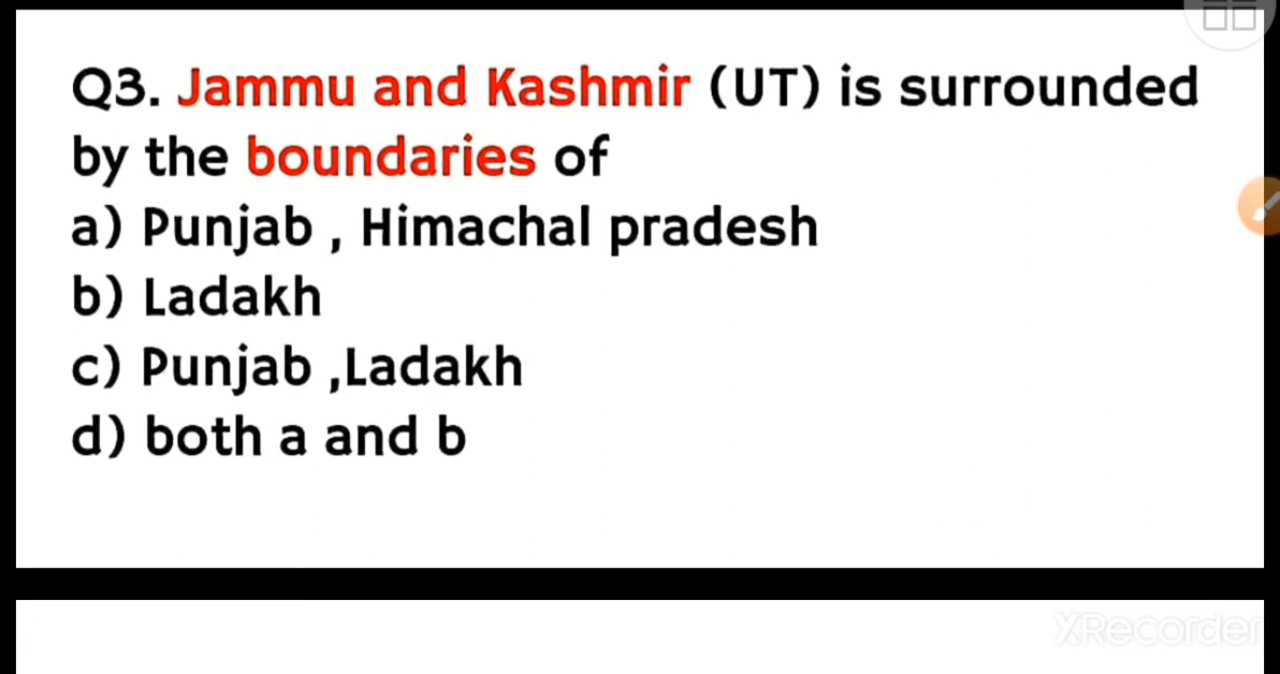 Q3. Jammu and Kashmir (UT) is surrounded
by the boundaries of
a) Punjab , Himachal pradesh
b) Ladakh
c) Punjab ,Ladakh
d) both a and b
XRecorder